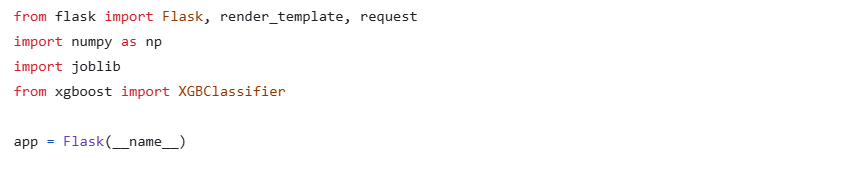 from flask import Flask, render_template, request
import numpy as np
import joblib
from xgboost import XGBClassifier
app = Flask(__name__)